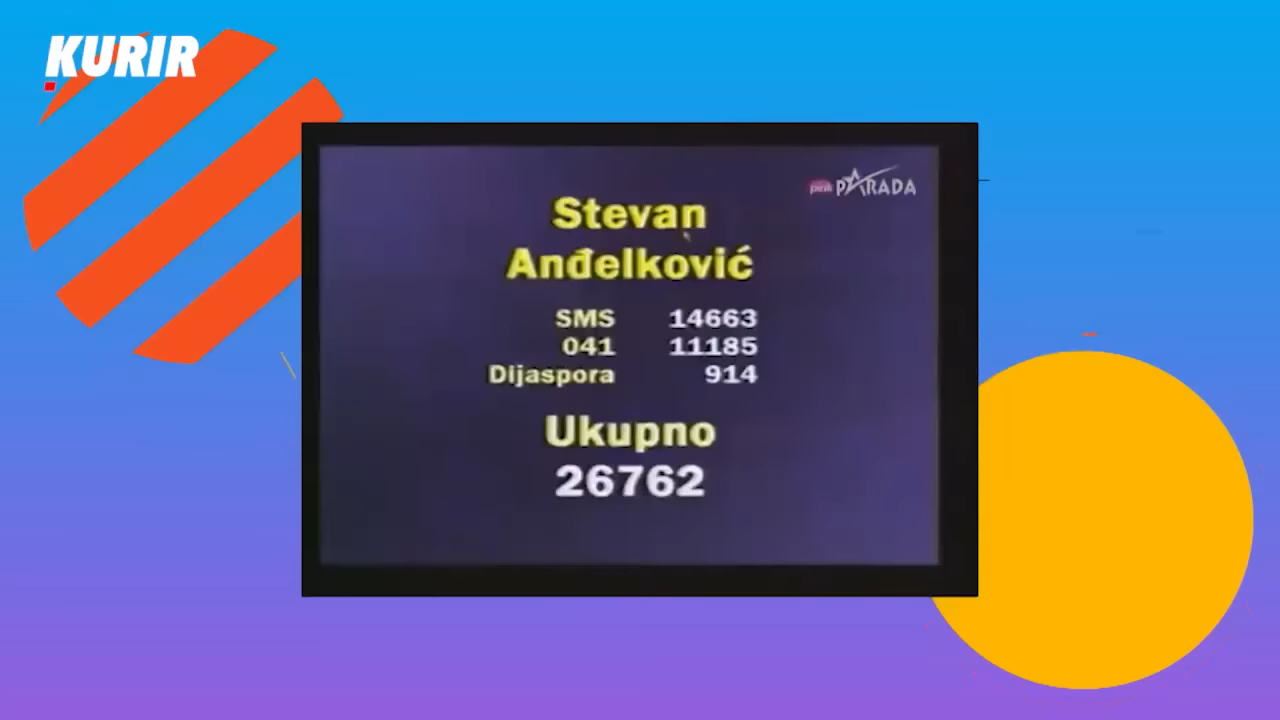 KURIR
pink PARADA
Stevan
Anđelković
SMS 14663
041 11185
Dijaspora 914
Ukupno
26762